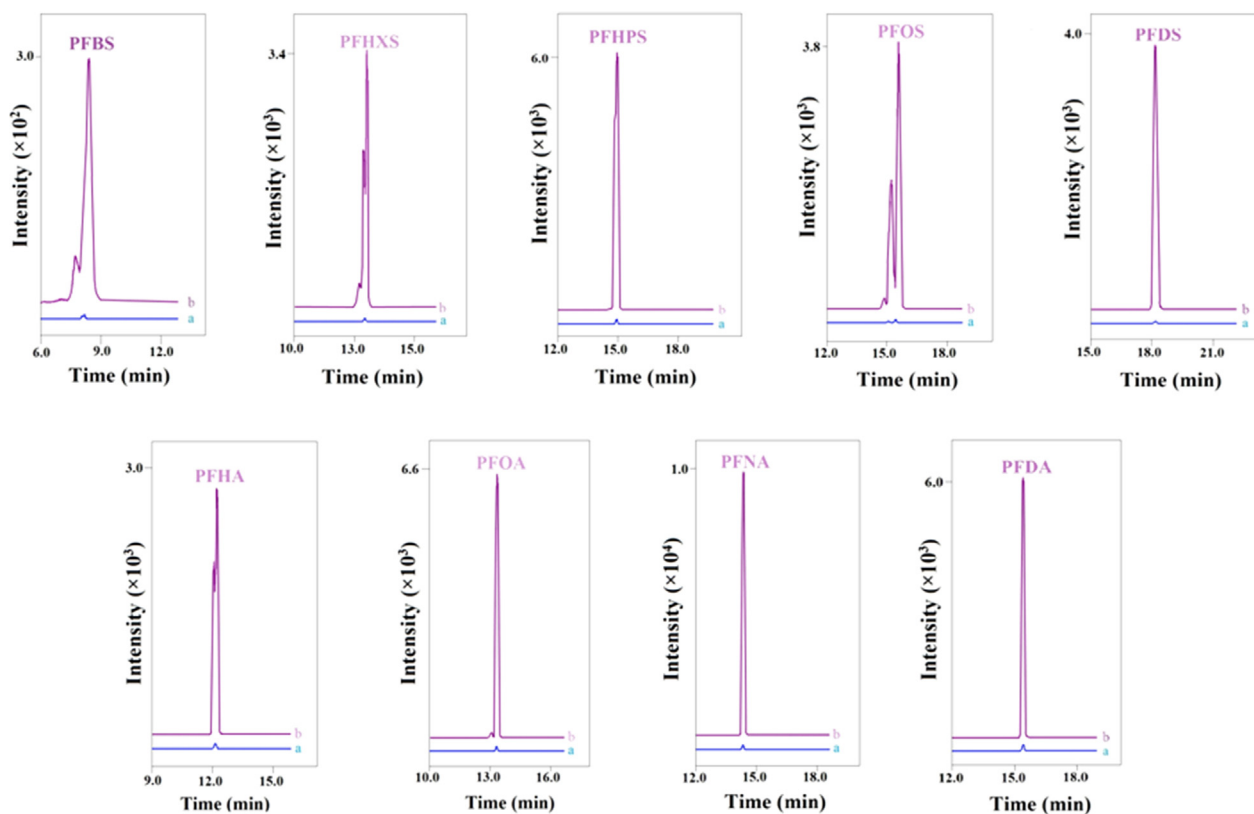 PFBS
3.0
Intensity (×10²)
b
a
6.0 9.0 12.0
Time (min)
PFHXS
3.4
Intensity (×10³)
b
a
10.0 13.0 15.0
Time (min)
PFHPS
6.0
Intensity (×10³)
b
a
12.0 15.0 18.0
Time (min)
PFOS
3.8
Intensity (×10³)
b
a
12.0 15.0 18.0
Time (min)
PFDS
4.0
Intensity (×10³)
b
a
15.0 18.0 21.0
Time (min)
PFHA
3.0
Intensity (×10³)
b
a
9.0 12.0 15.0
Time (min)
PFOA
6.6
Intensity (×10³)
b
a
10.0 13.0 16.0
Time (min)
PFNA
1.0
Intensity (×10⁴)
b
a
12.0 15.0 18.0
Time (min)
PFDA
6.0
Intensity (×10³)
b
a
12.0 15.0 18.0
Time (min)